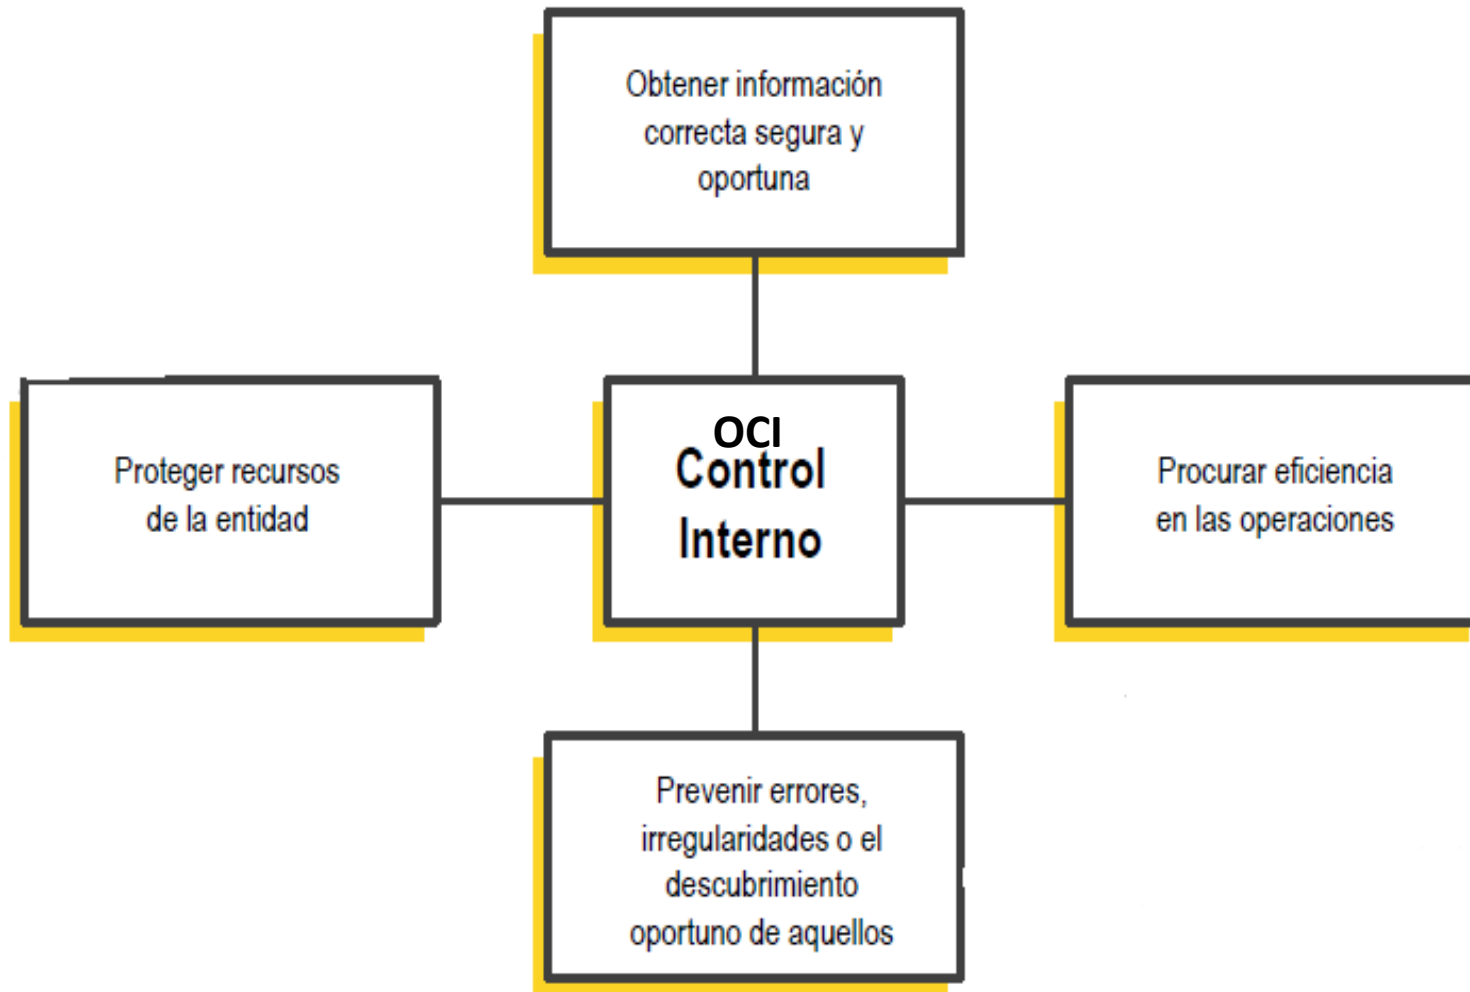 Obtener información
correcta segura y
oportuna
Proteger recursos
de la entidad
OCI
Control
Interno
Procurar eficiencia
en las operaciones
Prevenir errores,
irregularidades o el
descubrimiento
oportuno de aquellos